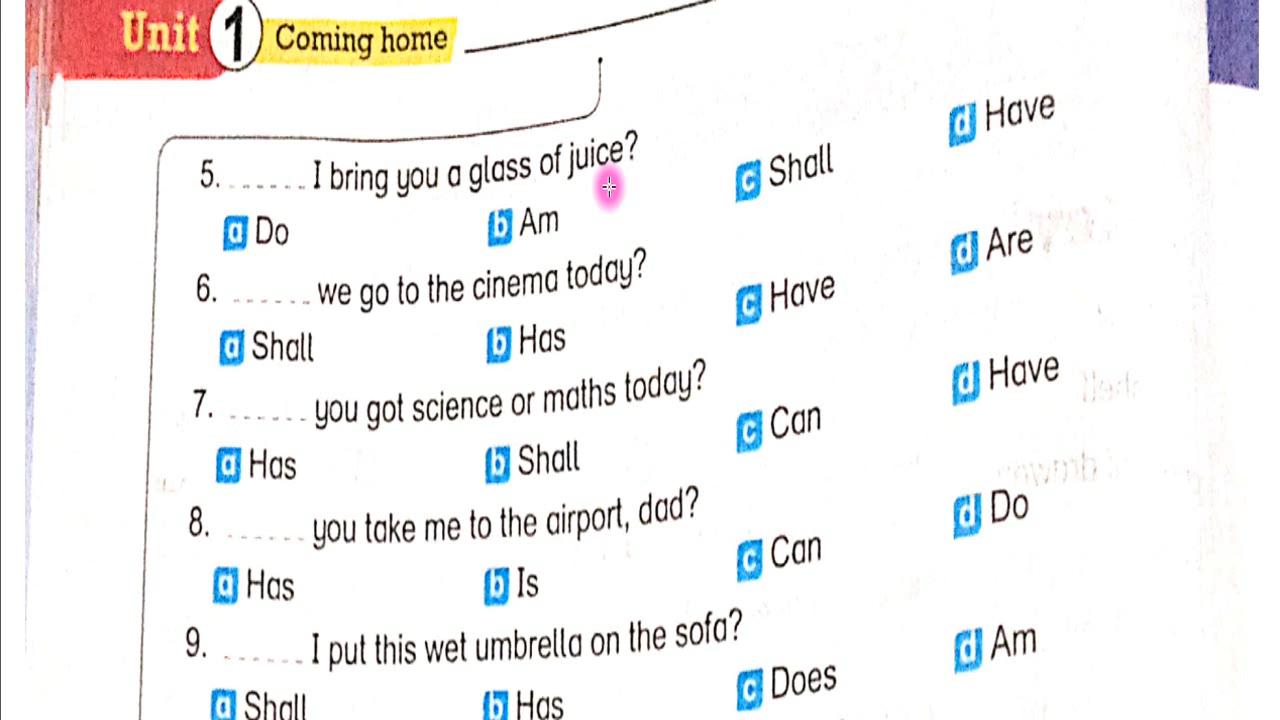 Unit 1 Coming home
5. ....... I bring you a glass of juice?
a Do b Am c Shall d Have
6. ....... we go to the cinema today?
a Shall b Has c Have d Are
7. ....... you got science or maths today?
a Has b Shall c Can d Have
8. ....... you take me to the airport, dad?
a Has b Is c Can d Do
9. ....... I put this wet umbrella on the sofa?
a Shall b Has c Does d Am